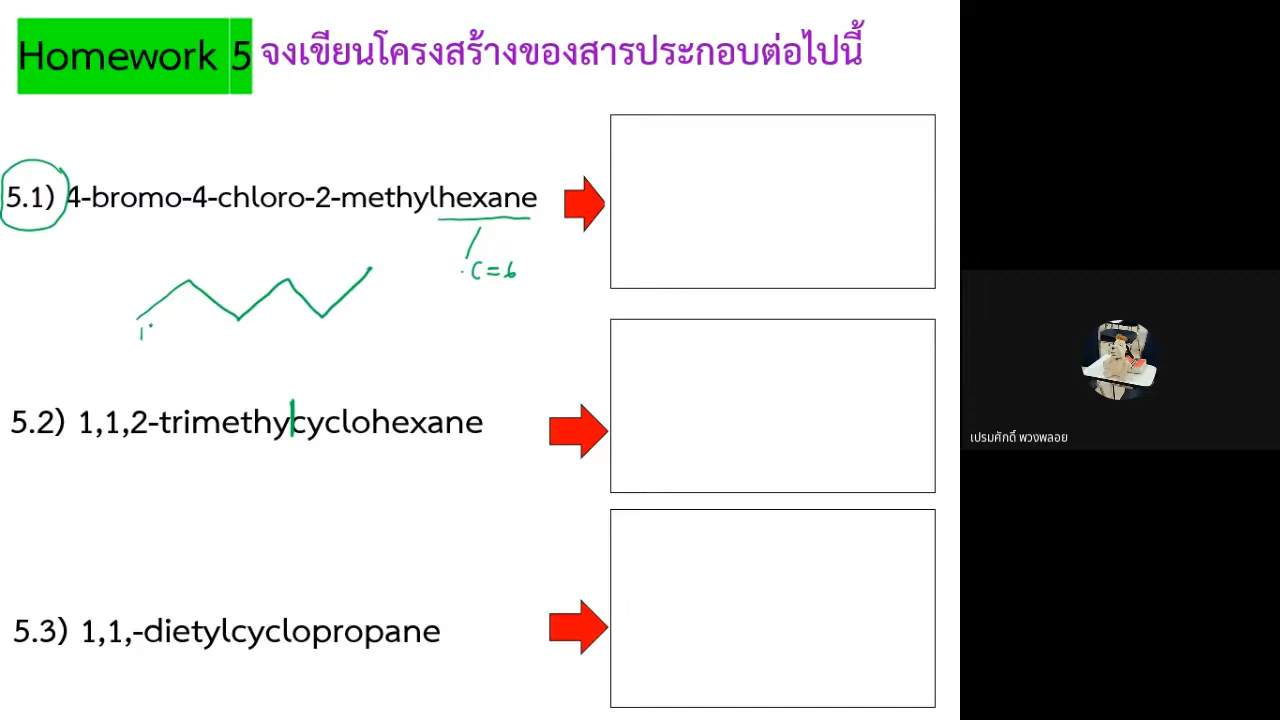 Homework 5 จงเขียนโครงสร้างของสารประกอบต่อไปนี้
5.1) 4-bromo-4-chloro-2-methylhexane
C=6
1.
5.2) 1,1,2-trimethycyclohexane
เปรมศักดิ์ พวงพลอย
5.3) 1,1,-dietylcyclopropane